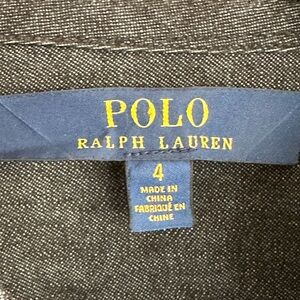 POLO
RALPH LAUREN
4
MADE IN
CHINA
FABRIQUÉ EN
CHINE